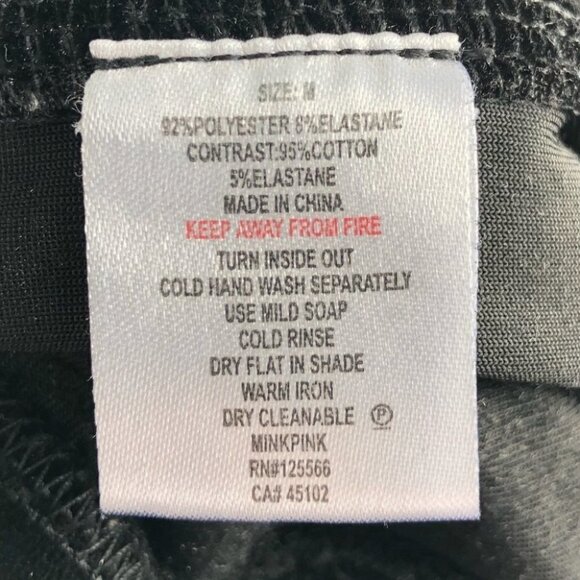 SIZE: M
92%POLYESTER 8%ELASTANE
CONTRAST:95%COTTON
5%ELASTANE
MADE IN CHINA
KEEP AWAY FROM FIRE
TURN INSIDE OUT
COLD HAND WASH SEPARATELY
USE MILD SOAP
COLD RINSE
DRY FLAT IN SHADE
WARM IRON
DRY CLEANABLE Ⓟ
MINKPINK
RN#125566
CA# 45102